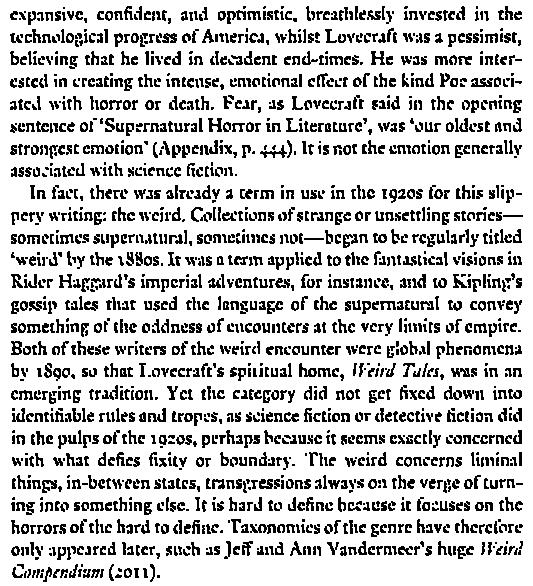 expansive, confident, and optimistic, breathlessly invested in the
technological progress of America, whilst Lovecraft was a pessimist,
believing that he lived in decadent end-times. He was more inter-
ested in creating the intense, emotional effect of the kind Poe associ-
ated with horror or death. Fear, as Lovecraft said in the opening
sentence of ‘Supernatural Horror in Literature’, was ‘our oldest and
strongest emotion’ (Appendix, p. 444). It is not the emotion generally
associated with science fiction.
In fact, there was already a term in use in the 1920s for this slip-
pery writing: the weird. Collections of strange or unsettling stories—
sometimes supernatural, sometimes not—began to be regularly titled
‘weird’ by the 1880s. It was a term applied to the fantastical visions in
Rider Haggard’s imperial adventures, for instance, and to Kipling’s
gossip tales that used the language of the supernatural to convey
something of the oddness of encounters at the very limits of empire.
Both of these writers of the weird encounter were global phenomena
by 1890, so that Lovecraft’s spiritual home, Weird Tales, was in an
emerging tradition. Yet the category did not get fixed down into
identifiable rules and tropes, as science fiction or detective fiction did
in the pulps of the 1920s, perhaps because it seems exactly concerned
with what defies fixity or boundary. The weird concerns liminal
things, in-between states, transgressions always on the verge of turn-
ing into something else. It is hard to define because it focuses on the
horrors of the hard to define. Taxonomies of the genre have therefore
only appeared later, such as Jeff and Ann Vandermeer’s huge Weird
Compendium (2011).